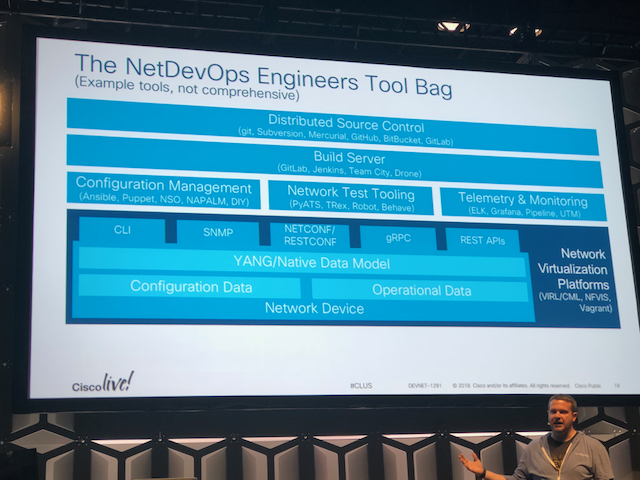 The NetDevOps Engineers Tool Bag
(Example tools, not comprehensive)
Distributed Source Control
(git, Subversion, Mercurial, GitHub, BitBucket, GitLab)
Build Server
(GitLab, Jenkins, Team City, Drone)
Configuration Management
(Ansible, Puppet, NSO, NAPALM, DIY)
Network Test Tooling
(PyATS, TRex, Robot, Behave)
Telemetry & Monitoring
(ELK, Grafana, Pipeline, UTM)
CLI
SNMP
NETCONF/
RESTCONF
gRPC
REST APIs
YANG/Native Data Model
Configuration Data
Operational Data
Network Device
Network
Virtualization
Platforms
(VIRL/CML, NFVIS,
Vagrant)
Cisco live!
#CLUS
DEVNET-1291
© 2019 Cisco and/or its affiliates. All rights reserved. Cisco Public